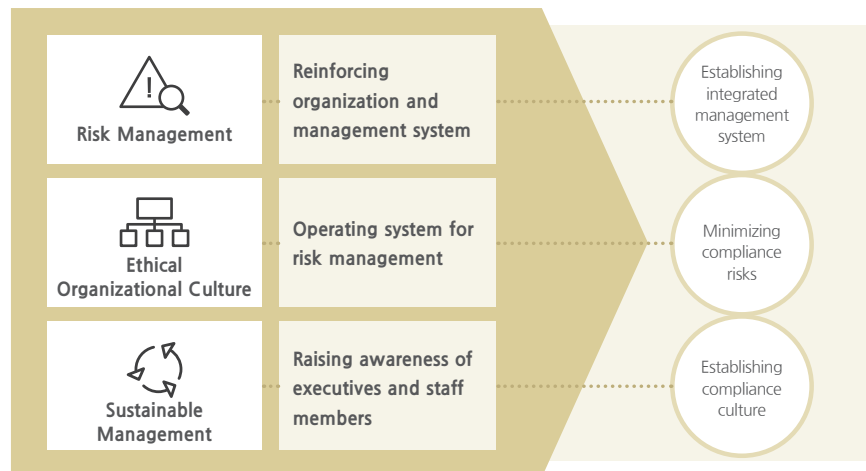 Risk Management
Reinforcing
organization and
management system
Establishing
integrated
management
system
Ethical
Organizational Culture
Operating system for
risk management
Minimizing
compliance
risks
Sustainable
Management
Raising awareness of
executives and staff
members
Establishing
compliance
culture